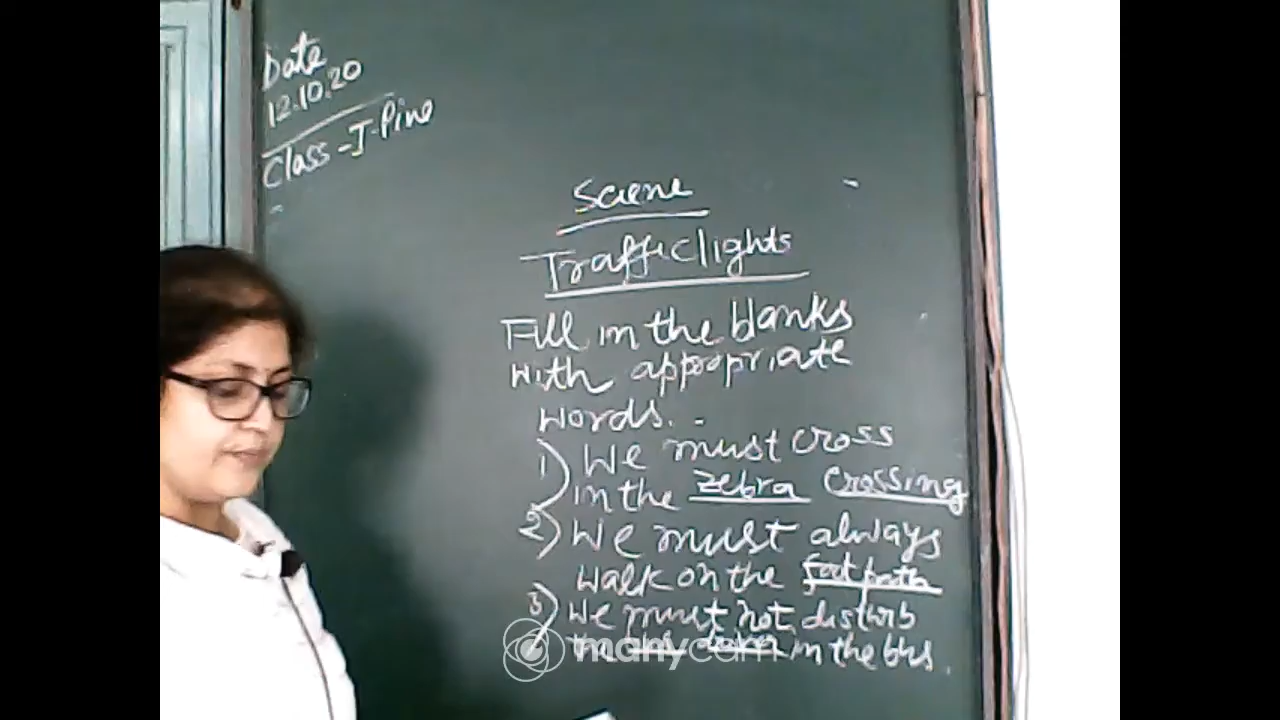 Date
12.10.20
Class - I - Pine
Science
Traffic lights
Fill in the blanks
with appropriate
words.
1) We must cross
in the zebra crossing
2) We must always
walk on the footpath
3) We must not disturb
the driver in the bus.
manycam